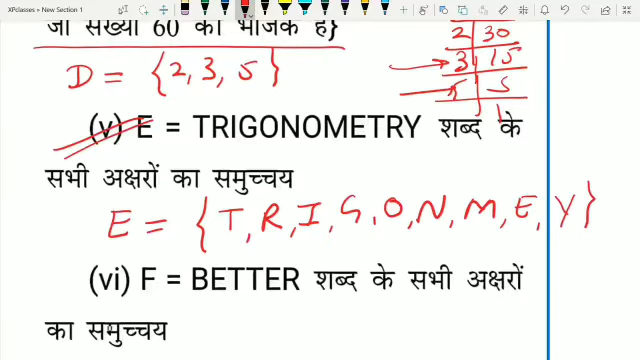 XPclasses » New Section 1
जो संख्या 60 का भाजक है}
D = {2, 3, 5}
2 30
3 15
5 5
1
(v) E = TRIGONOMETRY शब्द के
सभी अक्षरों का समुच्चय
E = {T, R, I, G, O, N, M, E, Y}
(vi) F = BETTER शब्द के सभी अक्षरों
का समुच्चय